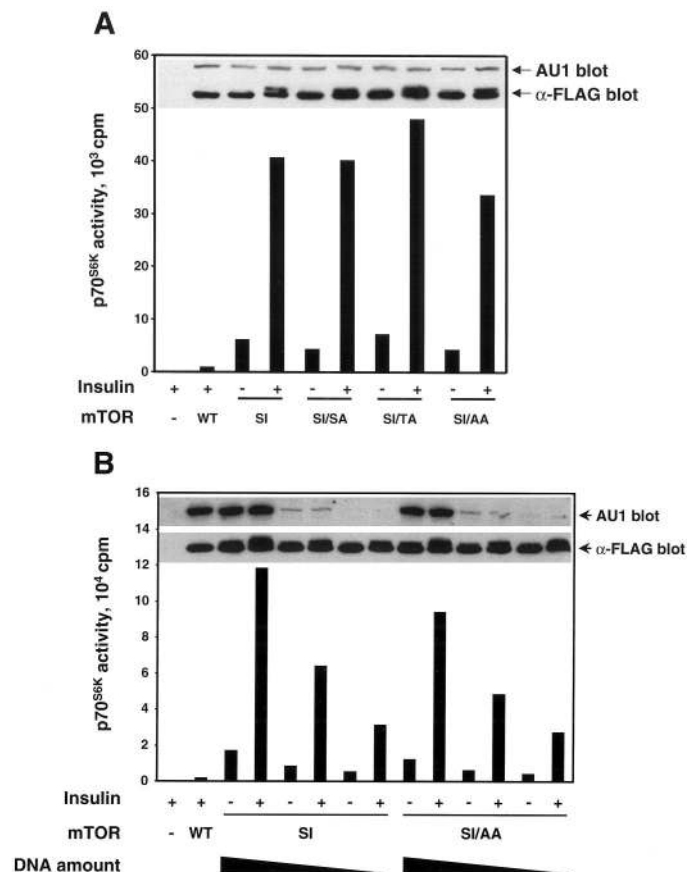 A
60
50
40
30
20
10
0
p70S6K activity, 10³ cpm
AU1 blot
α-FLAG blot
Insulin + + - + - + - + - +
mTOR - WT SI SI/SA SI/TA SI/AA
B
16
14
12
10
8
6
4
2
0
p70S6K activity, 10⁴ cpm
AU1 blot
α-FLAG blot
Insulin + + - + - + - + - + - + - +
mTOR - WT SI SI/AA
DNA amount